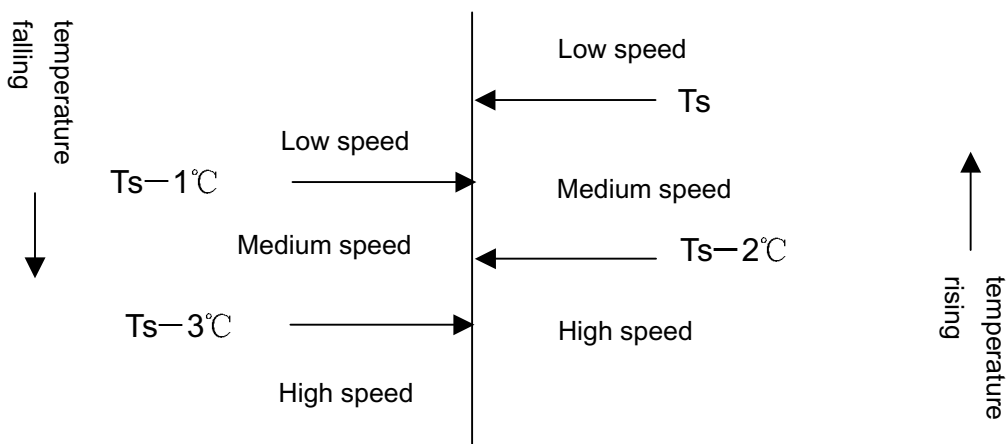 temperature
falling
Low speed
Ts
Low speed
Ts—1℃
Medium speed
Medium speed
Ts—2℃
Ts—3℃
High speed
High speed
temperature
rising